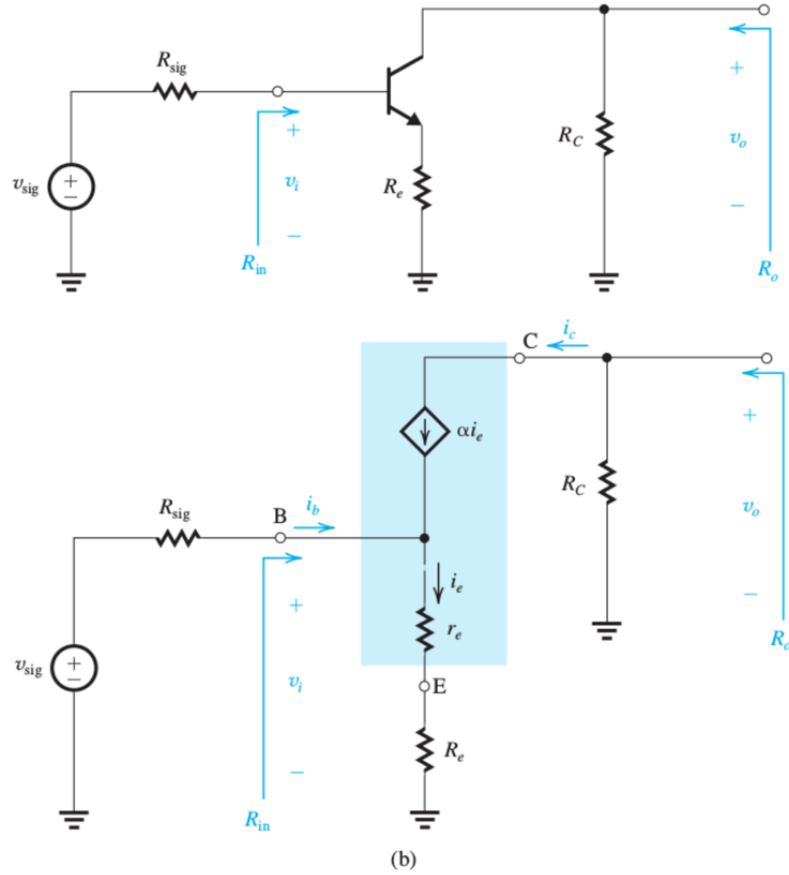 R_sig
R_C
+
v_o
−
R_o
v_sig
+
−
+
v_i
−
R_in
R_e
C
i_c
αi_e
R_sig
B
i_b
i_e
r_e
E
R_e
R_C
+
v_o
−
R_o
v_sig
+
−
+
v_i
−
R_in
(b)